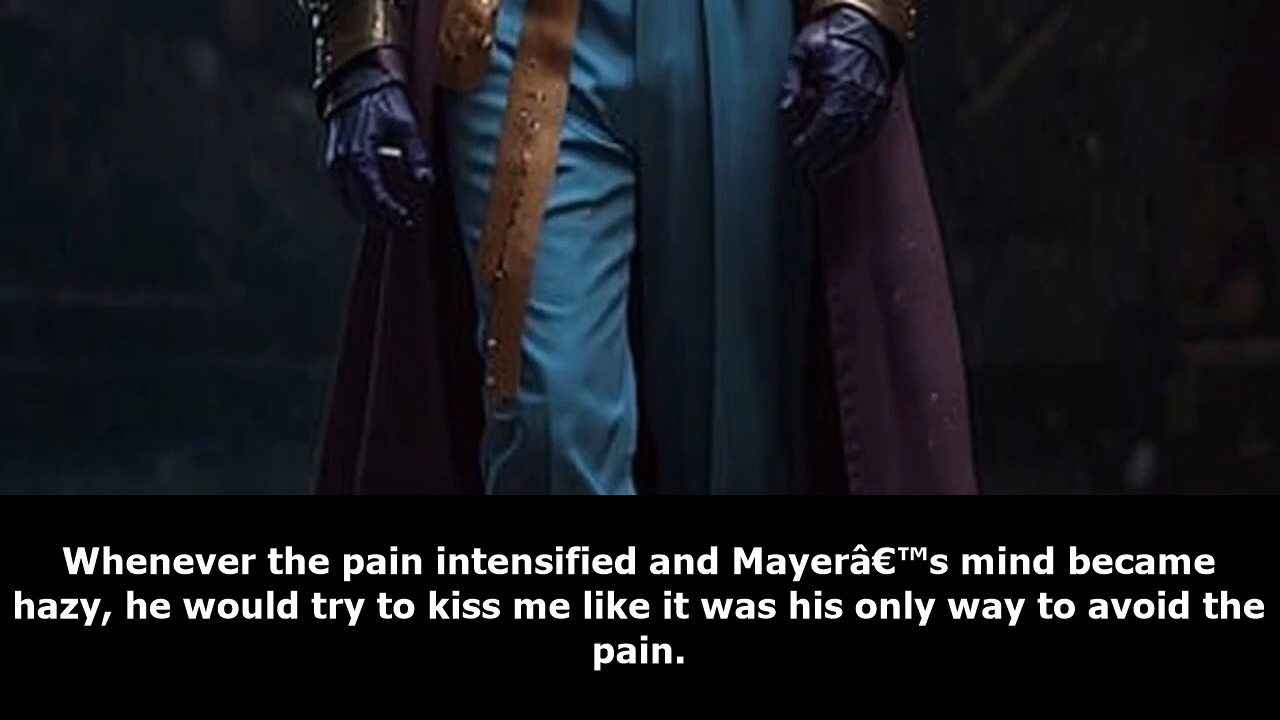 Whenever the pain intensified and Mayerâ€™s mind became
hazy, he would try to kiss me like it was his only way to avoid the
pain.